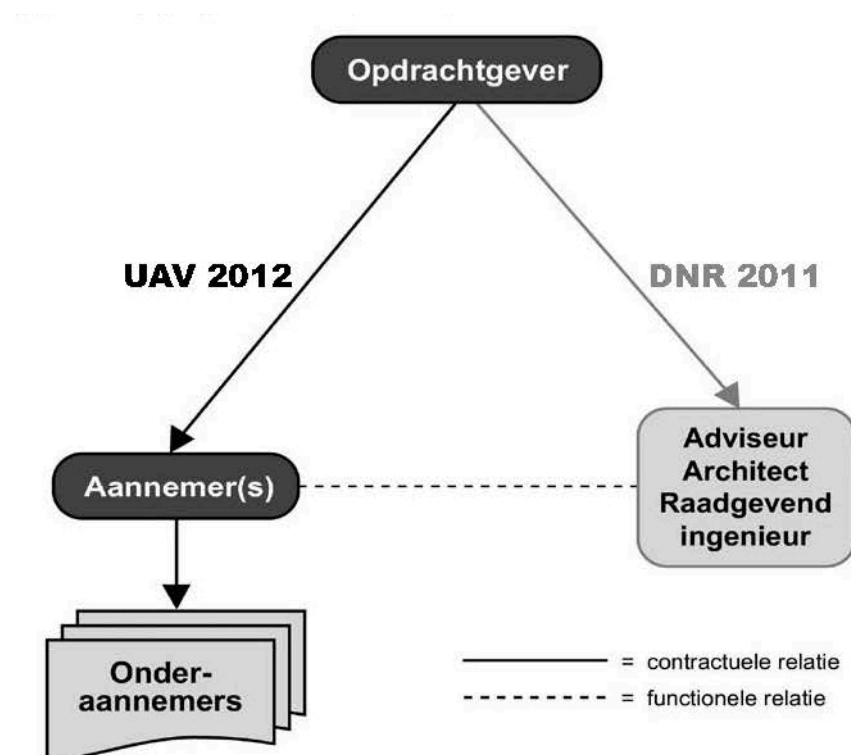 Opdrachtgever
UAV 2012
DNR 2011
Adviseur
Architect
Raadgevend
ingenieur
Aannemer(s)
Onder-
aannemers
= contractuele relatie
= functionele relatie